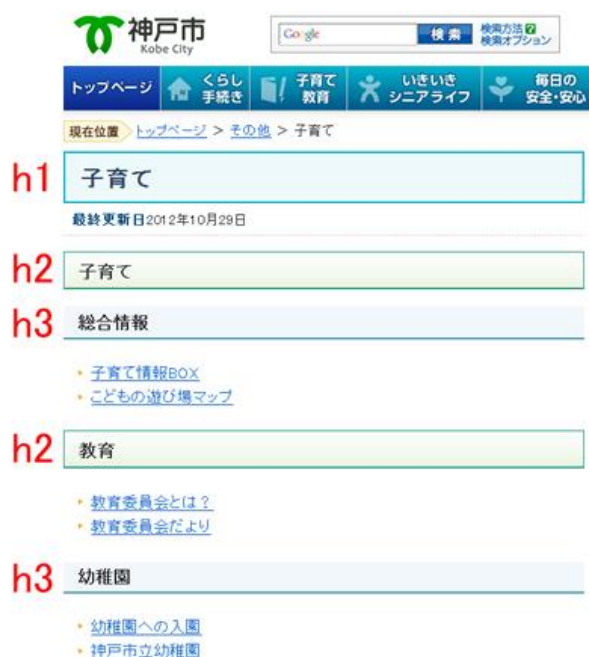 神戸市
Kobe City
Google
検索
検索方法
検索オプション
トップページ
くらし
手続き
子育て
教育
いきいき
シニアライフ
毎日の
安全・安心
現在位置 トップページ > その他 > 子育て
h1 子育て
最終更新日2012年10月29日
h2 子育て
h3 総合情報
子育て情報BOX
こどもの遊び場マップ
h2 教育
教育委員会とは?
教育委員会だより
h3 幼稚園
幼稚園への入園
神戸市立幼稚園